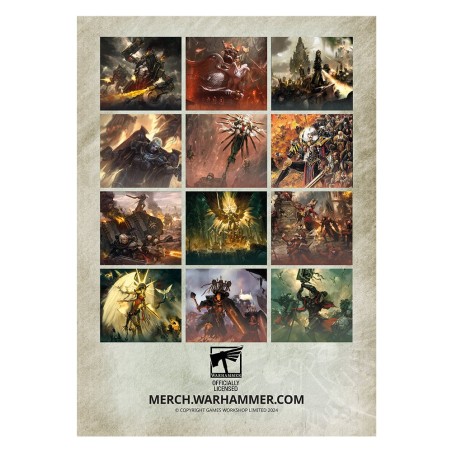 WARHAMMER
OFFICIALLY
LICENSED
MERCH.WARHAMMER.COM
© COPYRIGHT GAMES WORKSHOP LIMITED 2024